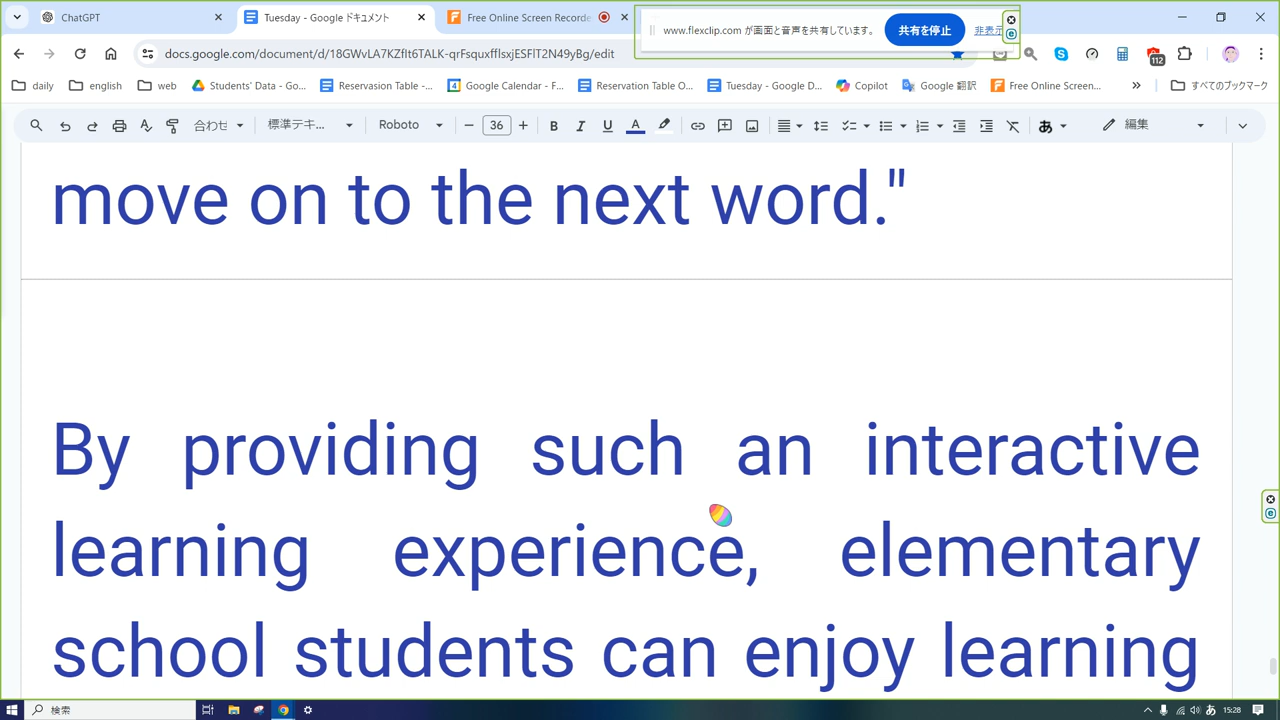 ChatGPT
Tuesday - Google ドキュメント
Free Online Screen Recorde
www.flexclip.com が画面と音声を共有しています。
共有を停止
非表示
docs.google.com/document/d/
/edit
112
daily
english
web
Students' Data - Go...
Reservasion Table -...
Google Calendar - F...
Reservation Table O...
Tuesday - Google D...
Copilot
Google 翻訳
Free Online Screen...
すべてのブックマーク
合わせ
標準テキ...
Roboto
36
B
I
U
A
あ
編集
move on to the next word."
By providing such an interactive
learning experience, elementary
school students can enjoy learning
検索
あ
15:28